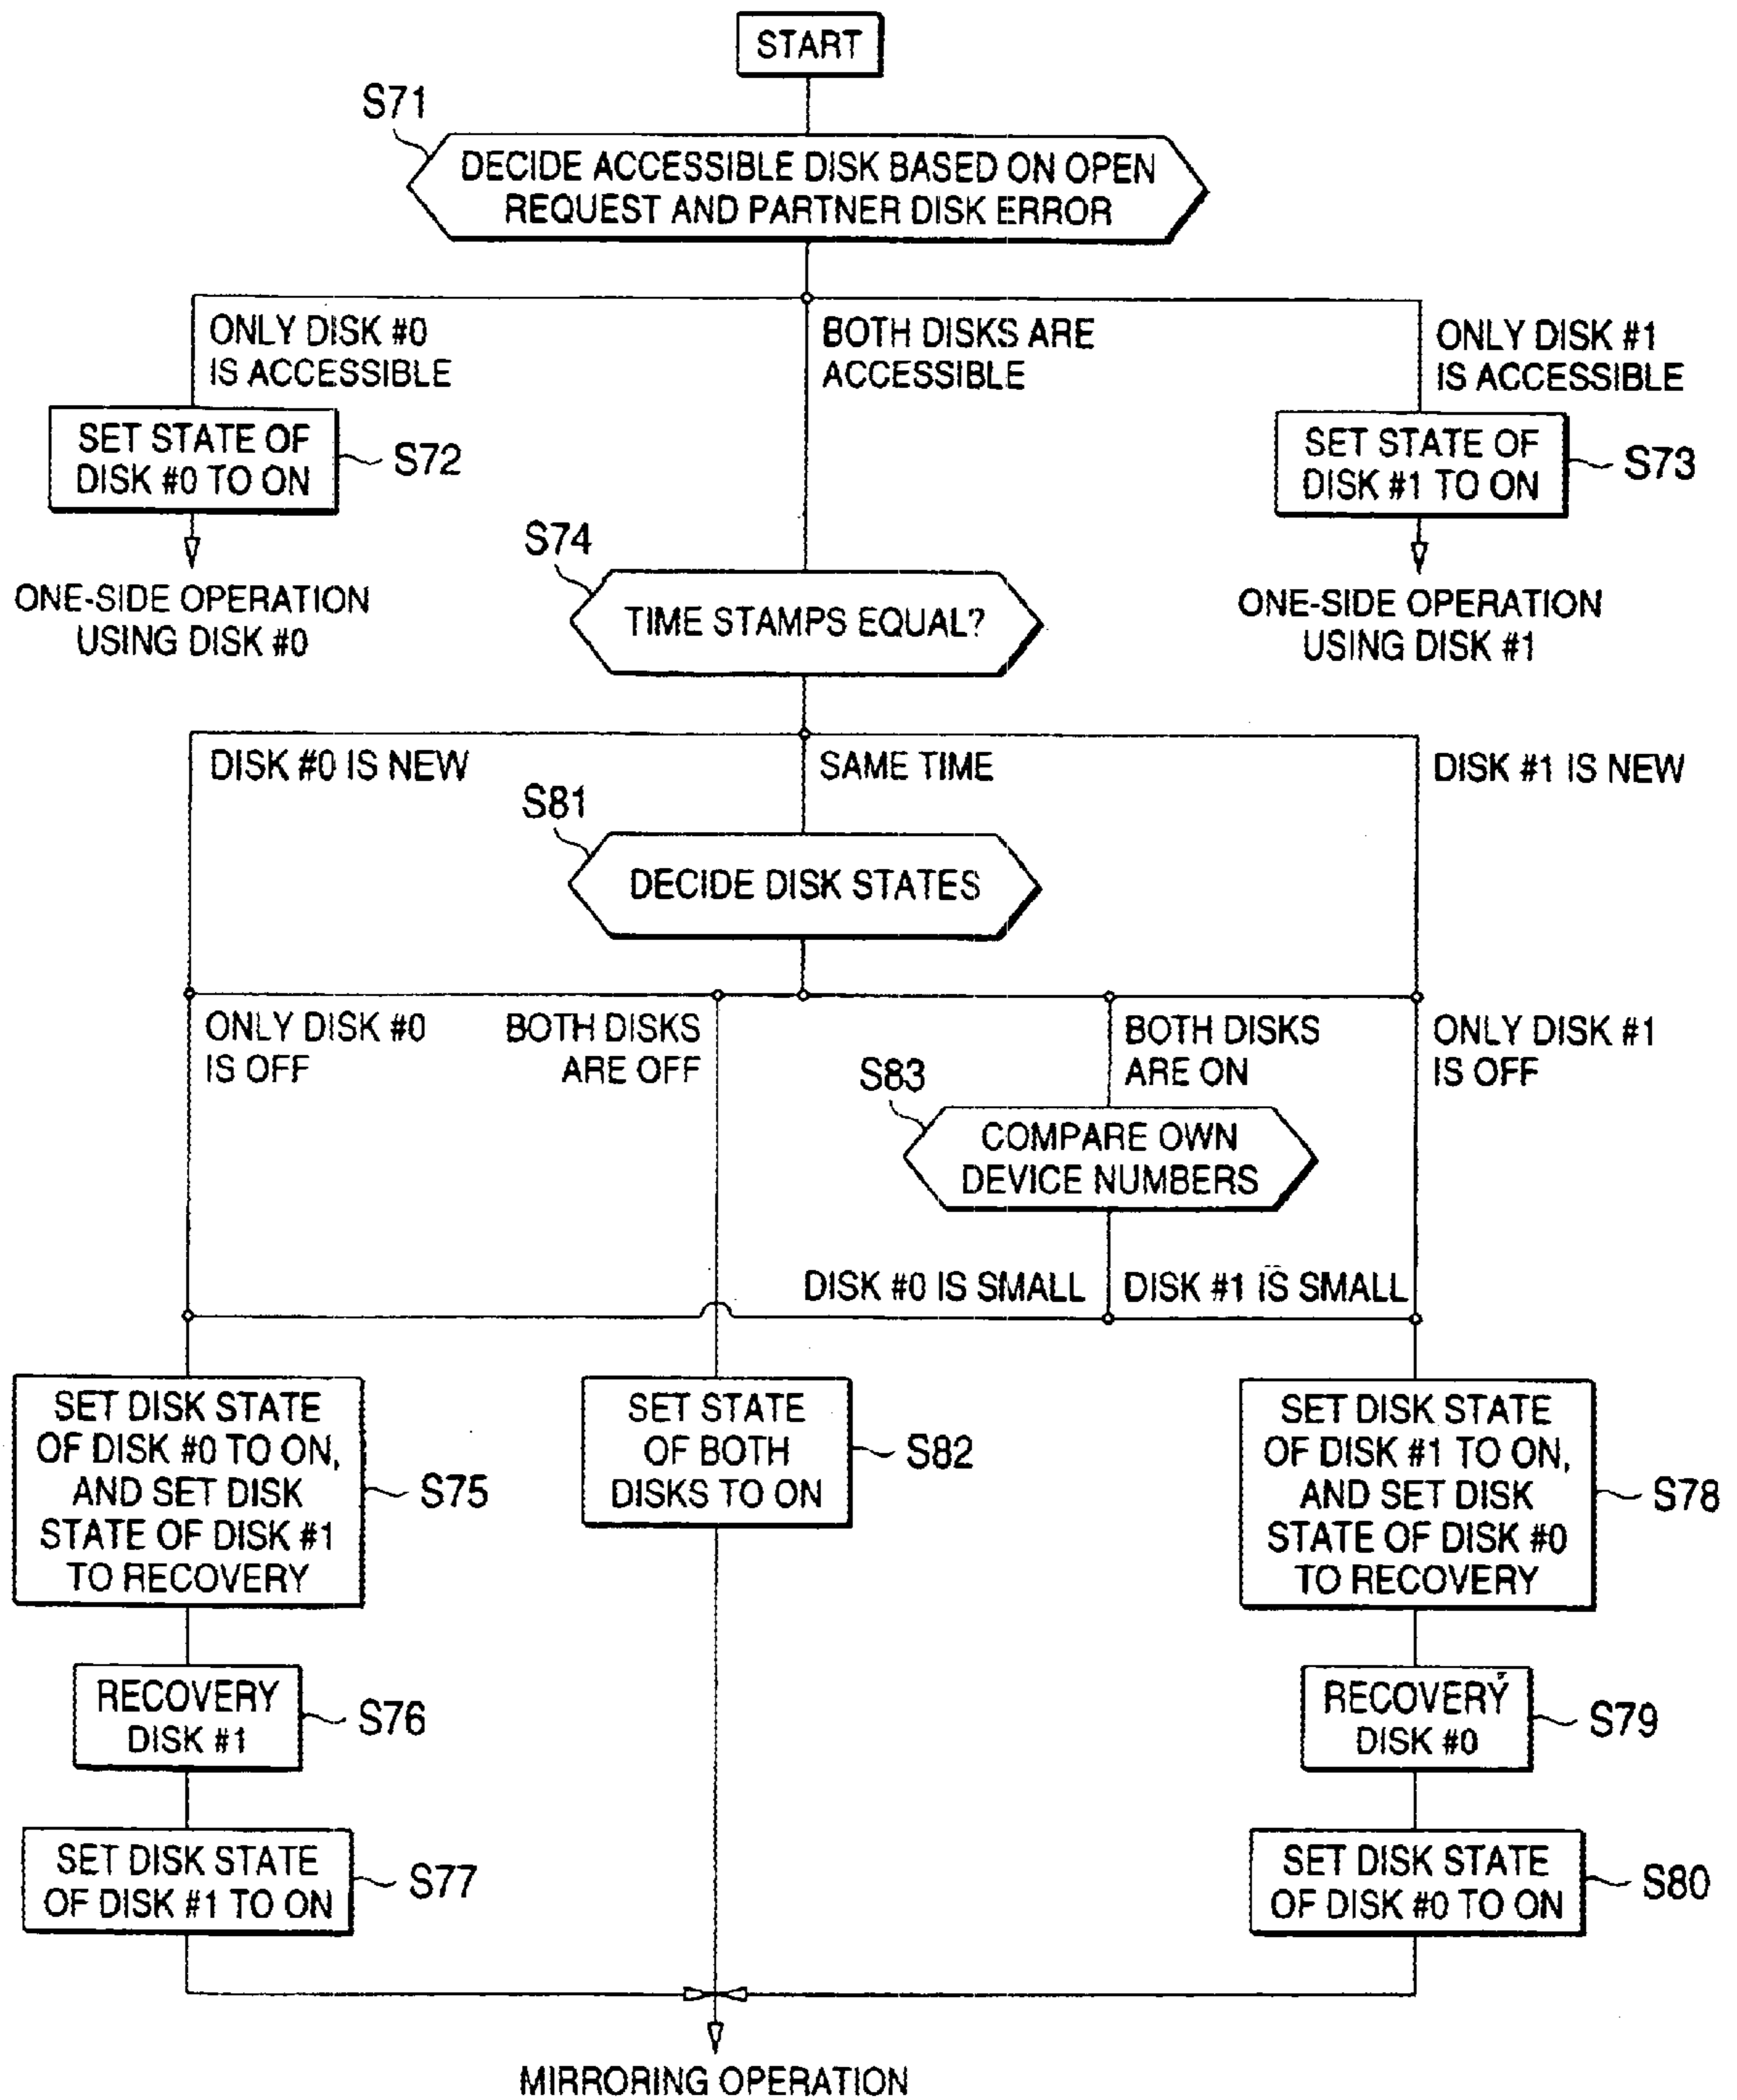 START
S71
DECIDE ACCESSIBLE DISK BASED ON OPEN
REQUEST AND PARTNER DISK ERROR
ONLY DISK #0
IS ACCESSIBLE
BOTH DISKS ARE
ACCESSIBLE
ONLY DISK #1
IS ACCESSIBLE
SET STATE OF
DISK #0 TO ON
S72
SET STATE OF
DISK #1 TO ON
S73
ONE-SIDE OPERATION
USING DISK #0
S74
TIME STAMPS EQUAL?
ONE-SIDE OPERATION
USING DISK #1
DISK #0 IS NEW
SAME TIME
DISK #1 IS NEW
S81
DECIDE DISK STATES
ONLY DISK #0
IS OFF
BOTH DISKS
ARE OFF
BOTH DISKS
ARE ON
ONLY DISK #1
IS OFF
S83
COMPARE OWN
DEVICE NUMBERS
DISK #0 IS SMALL
DISK #1 IS SMALL
SET DISK STATE
OF DISK #0 TO ON,
AND SET DISK
STATE OF DISK #1
TO RECOVERY
S75
SET STATE
OF BOTH
DISKS TO ON
S82
SET DISK STATE
OF DISK #1 TO ON,
AND SET DISK
STATE OF DISK #0
TO RECOVERY
S78
RECOVERY
DISK #1
S76
RECOVERY
DISK #0
S79
SET DISK STATE
OF DISK #1 TO ON
S77
SET DISK STATE
OF DISK #0 TO ON
S80
MIRRORING OPERATION